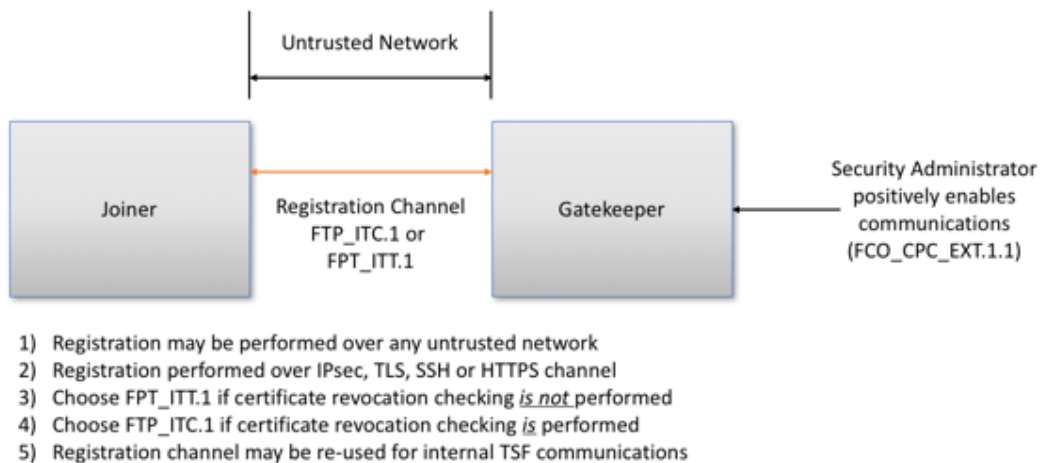 Untrusted Network
Joiner
Registration Channel
FTP_ITC.1 or
FPT_ITT.1
Gatekeeper
Security Administrator
positively enables
communications
(FCO_CPC_EXT.1.1)
1) Registration may be performed over any untrusted network
2) Registration performed over IPsec, TLS, SSH or HTTPS channel
3) Choose FPT_ITT.1 if certificate revocation checking is not performed
4) Choose FTP_ITC.1 if certificate revocation checking is performed
5) Registration channel may be re-used for internal TSF communications